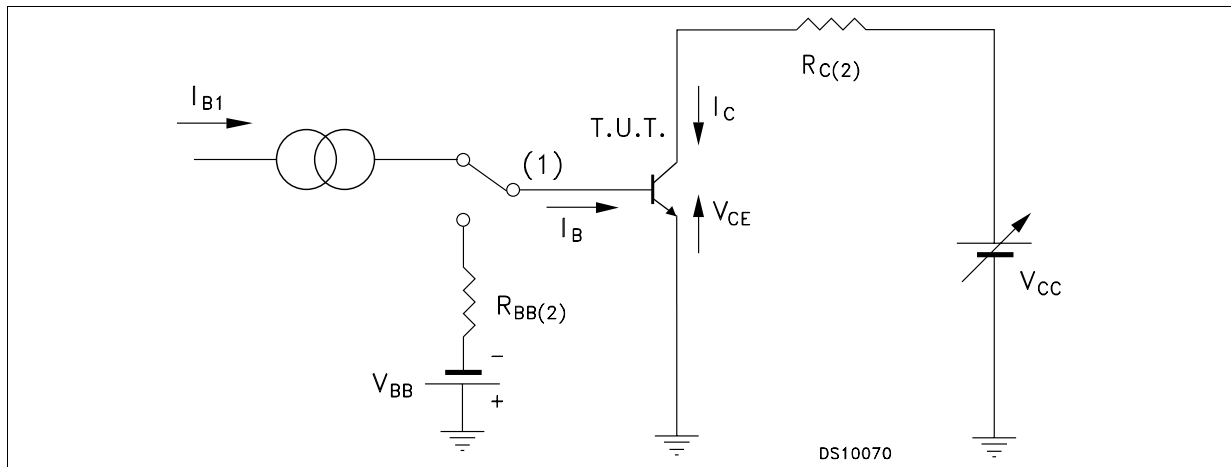 R_C(2)
I_B1
I_C
T.U.T.
(1)
V_CE
I_B
V_CC
R_BB(2)
−
V_BB
+
DS10070